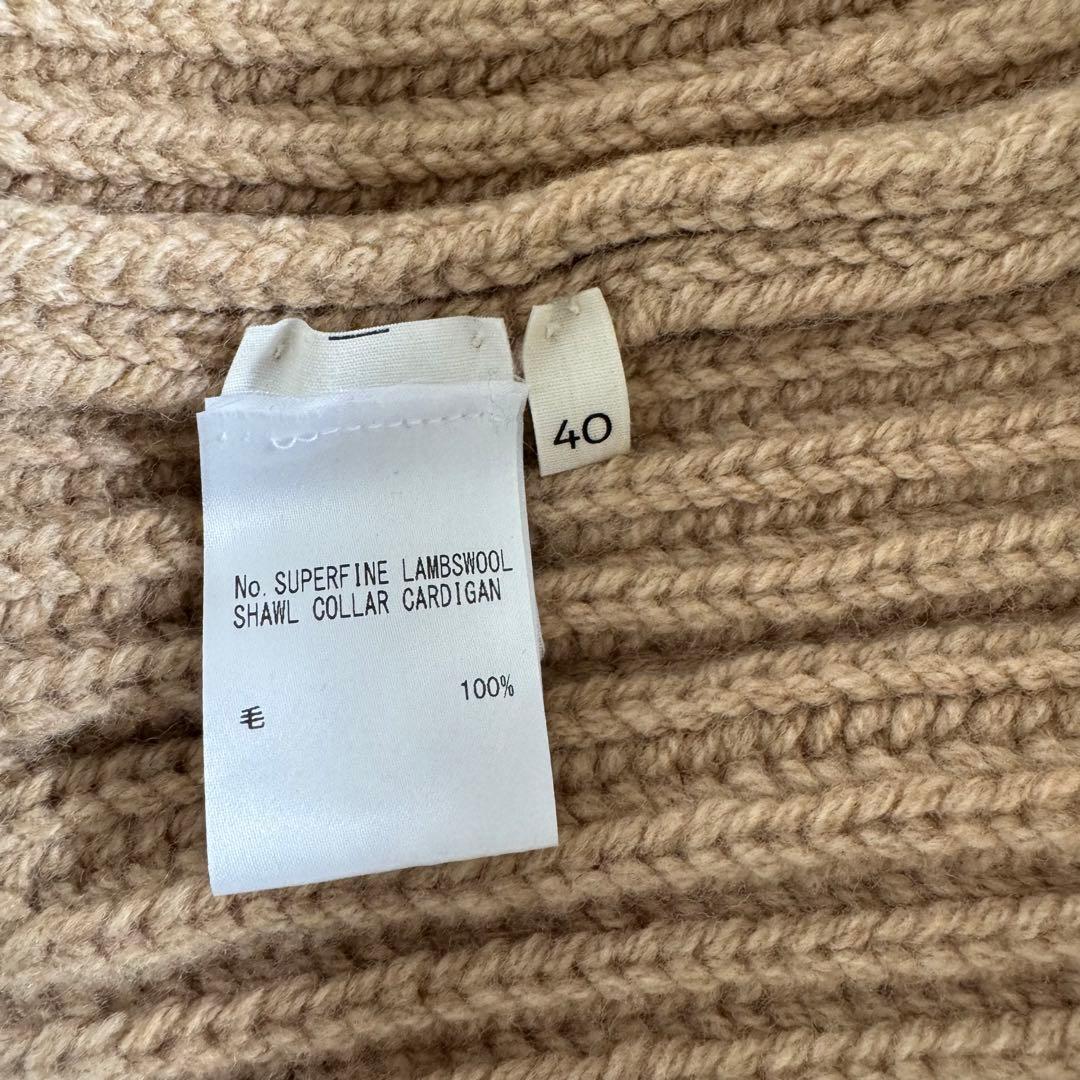 40
No. SUPERFINE LAMBSWOOL
SHAWL COLLAR CARDIGAN
毛 100%